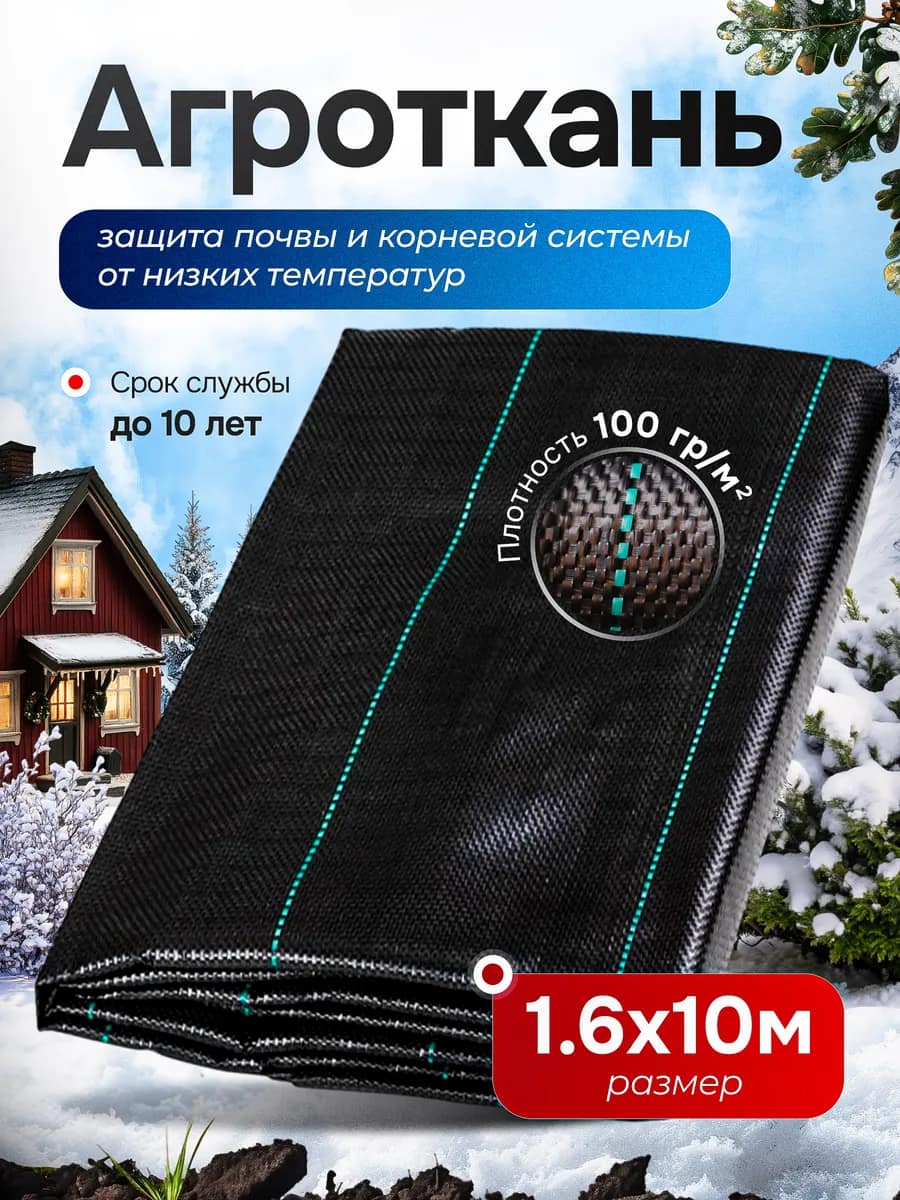 Агроткань
защита почвы и корневой системы
от низких температур
Срок службы
до 10 лет
Плотность 100 гр/м²
1.6х10м
размер